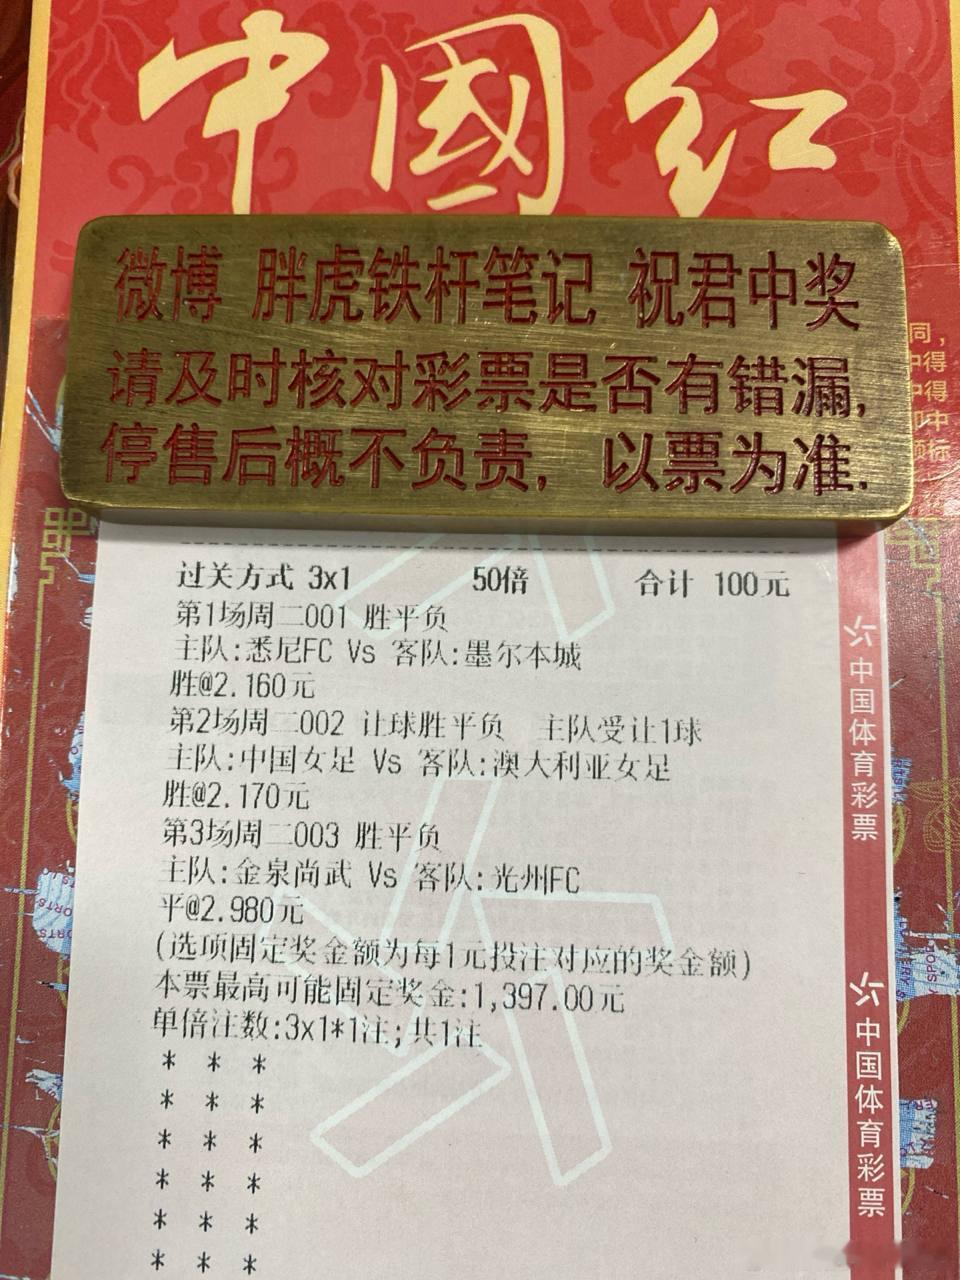 中國红
微博 胖虎铁杆笔记 祝君中奖
请及时核对彩票是否有错漏,
停售后概不负责, 以票为准.
同,
中得
中得
即中
标
过关方式 3x1 50倍 合计 100元
第1场周二001 胜平负
主队:悉尼FC Vs 客队:墨尔本城
胜@2.160元
第2场周二002 让球胜平负 主队受让1球
主队:中国女足 Vs 客队:澳大利亚女足
胜@2.170元
第3场周二003 胜平负
主队:金泉尚武 Vs 客队:光州FC
平@2.980元
(选项固定奖金额为每1元投注对应的奖金额)
本票最高可能固定奖金:1,397.00元
单倍注数:3x1*1注;共1注
* * *
* * *
* * *
* * *
* * *
* * *
中国体育彩票
中国体育彩票